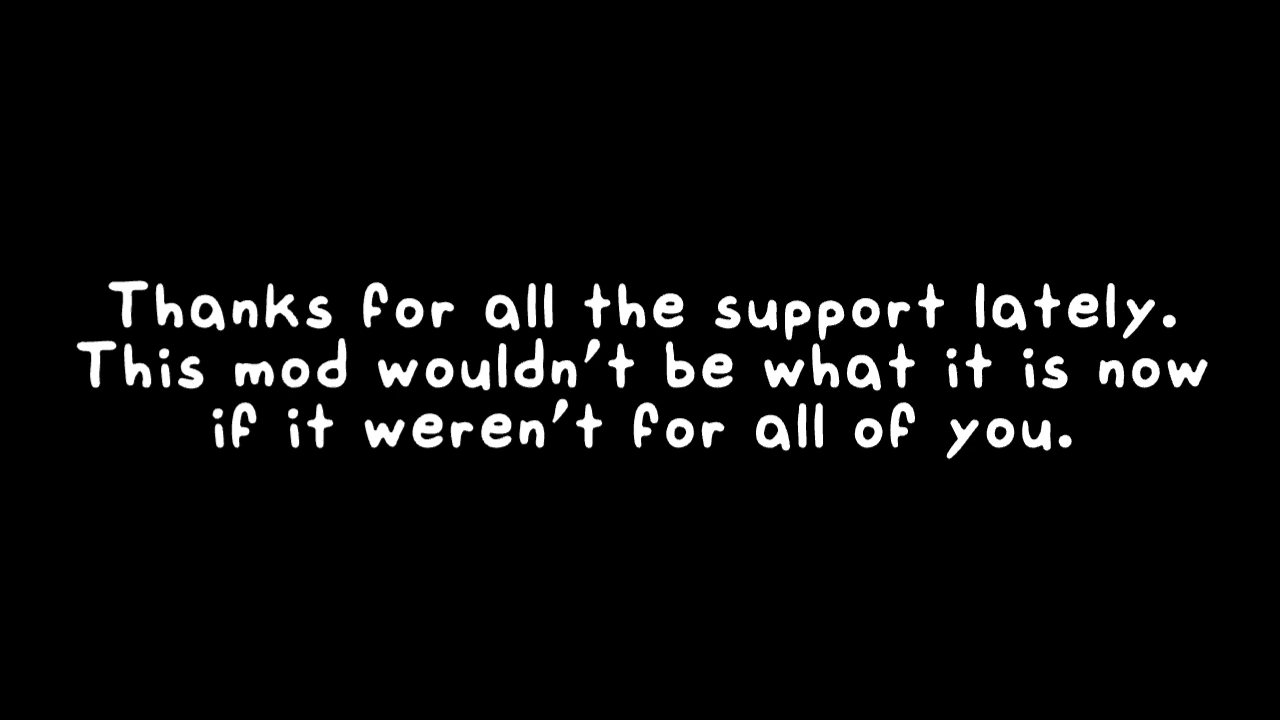 Thanks for all the support lately.
This mod wouldn't be what it is now
if it weren't for all of you.